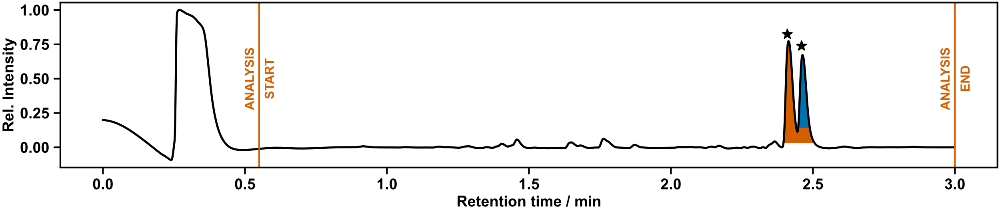 1.00
0.75
0.50
0.25
0.00
Rel. Intensity
ANALYSIS
START
ANALYSIS
END
0.0 0.5 1.0 1.5 2.0 2.5 3.0
Retention time / min